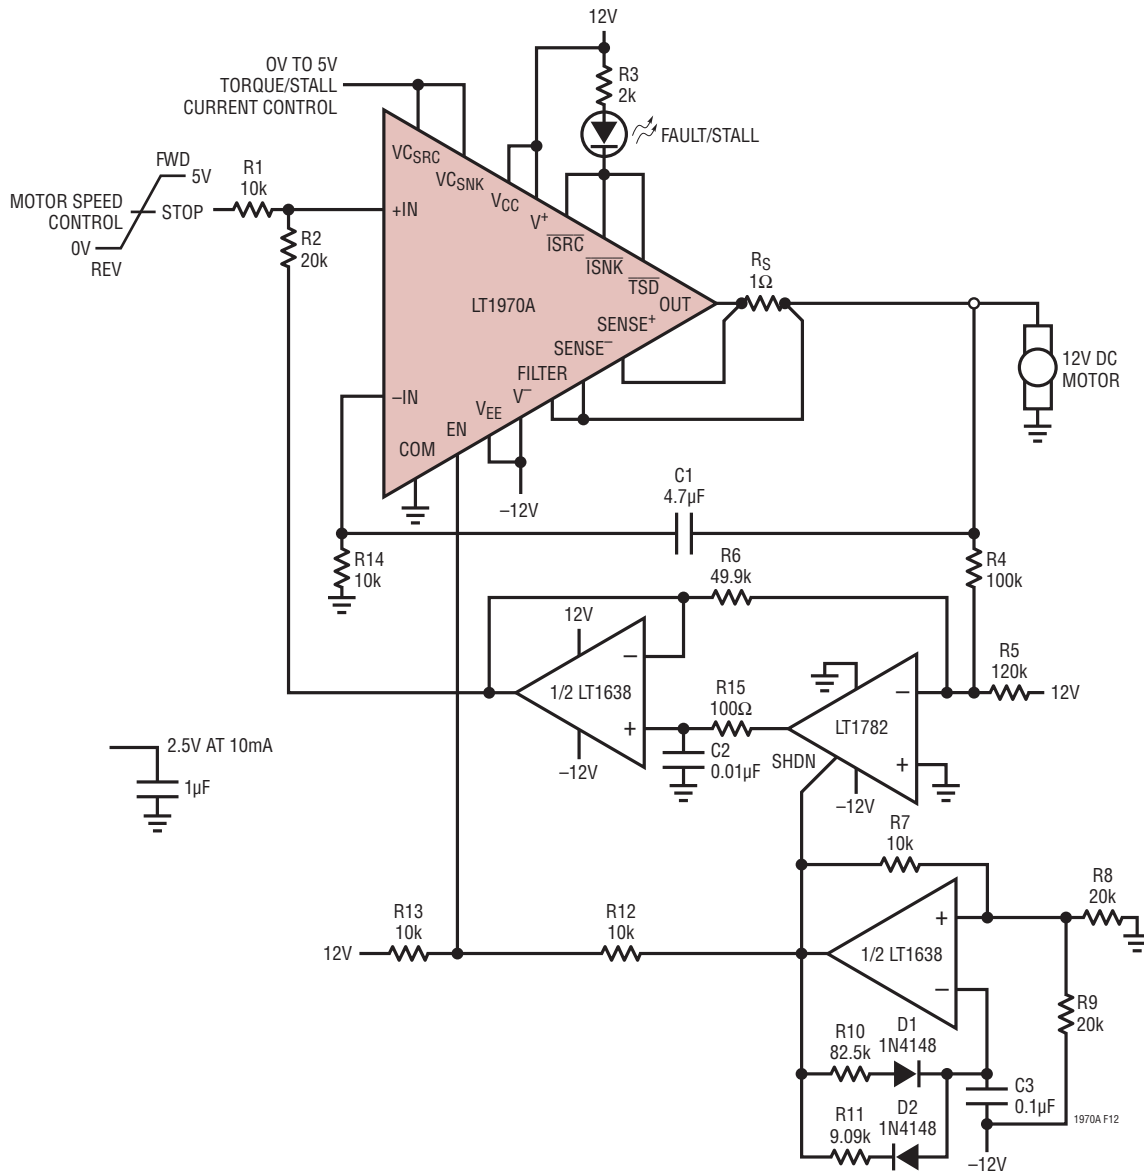 12V
0V TO 5V
TORQUE/STALL
CURRENT CONTROL
R3
2k
FAULT/STALL
VCSRC
VCSNK
VCC
V+
ISRC
ISNK
TSD
OUT
SENSE+
SENSE–
FILTER
V–
VEE
EN
COM
+IN
–IN
LT1970A
FWD
5V
MOTOR SPEED
CONTROL
STOP
0V
REV
R1
10k
R2
20k
RS
1Ω
12V DC
MOTOR
–12V
C1
4.7µF
R14
10k
R4
100k
R6
49.9k
12V
1/2 LT1638
–
+
–12V
R15
100Ω
C2
0.01µF
LT1782
–
+
SHDN
–12V
R5
120k
12V
2.5V AT 10mA
1µF
R7
10k
R8
20k
R13
10k
12V
R12
10k
+
1/2 LT1638
–
R9
20k
R10
82.5k
D1
1N4148
R11
9.09k
D2
1N4148
C3
0.1µF
–12V
1970A F12